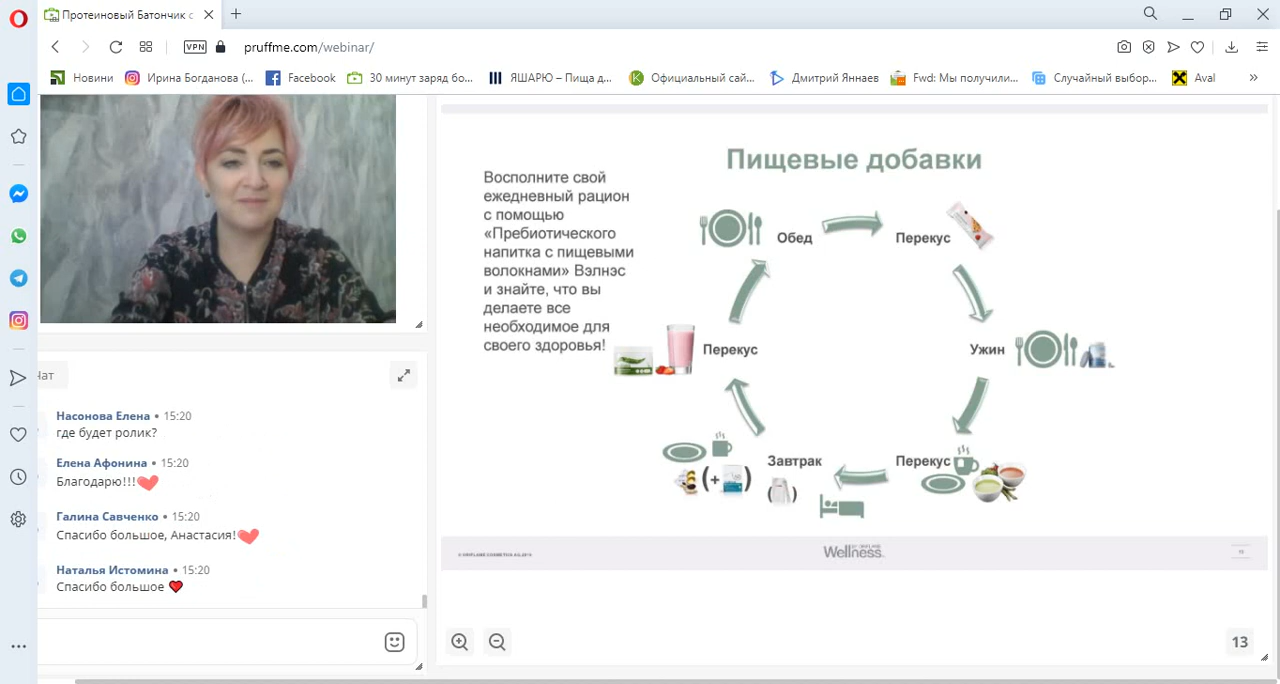 Протеиновый Батончик с
VPN
pruffme.com/webinar/
Новини
Ирина Богданова (...
Facebook
30 минут заряд бо...
ЯШАРЮ – Пища д...
Официальный сай...
Дмитрий Яннаев
Fwd: Мы получили...
Случайный выбор...
Aval
Чат
Насонова Елена • 15:20
где будет ролик?
Елена Афонина • 15:20
Благодарю!!!
Галина Савченко • 15:20
Спасибо большое, Анастасия!
Наталья Истомина • 15:20
Спасибо большое
Пищевые добавки
Восполните свой
ежедневный рацион
с помощью
«Пребиотического
напитка с пищевыми
волокнами» Вэлнэс
и знайте, что вы
делаете все
необходимое для
своего здоровья!
Обед
Перекус
Перекус
Ужин
Завтрак
Перекус
(+ )
( )
Wellness
13